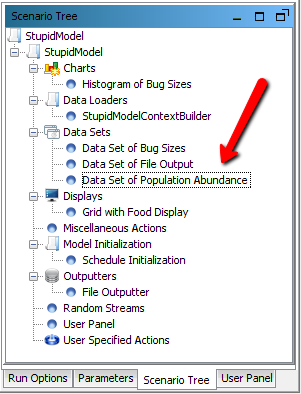 Scenario Tree
StupidModel
StupidModel
Charts
Histogram of Bug Sizes
Data Loaders
StupidModelContextBuilder
Data Sets
Data Set of Bug Sizes
Data Set of File Output
Data Set of Population Abundance
Displays
Grid with Food Display
Miscellaneous Actions
Model Initialization
Schedule Initialization
Outputters
File Outputter
Random Streams
User Panel
User Specified Actions
Run Options Parameters Scenario Tree User Panel